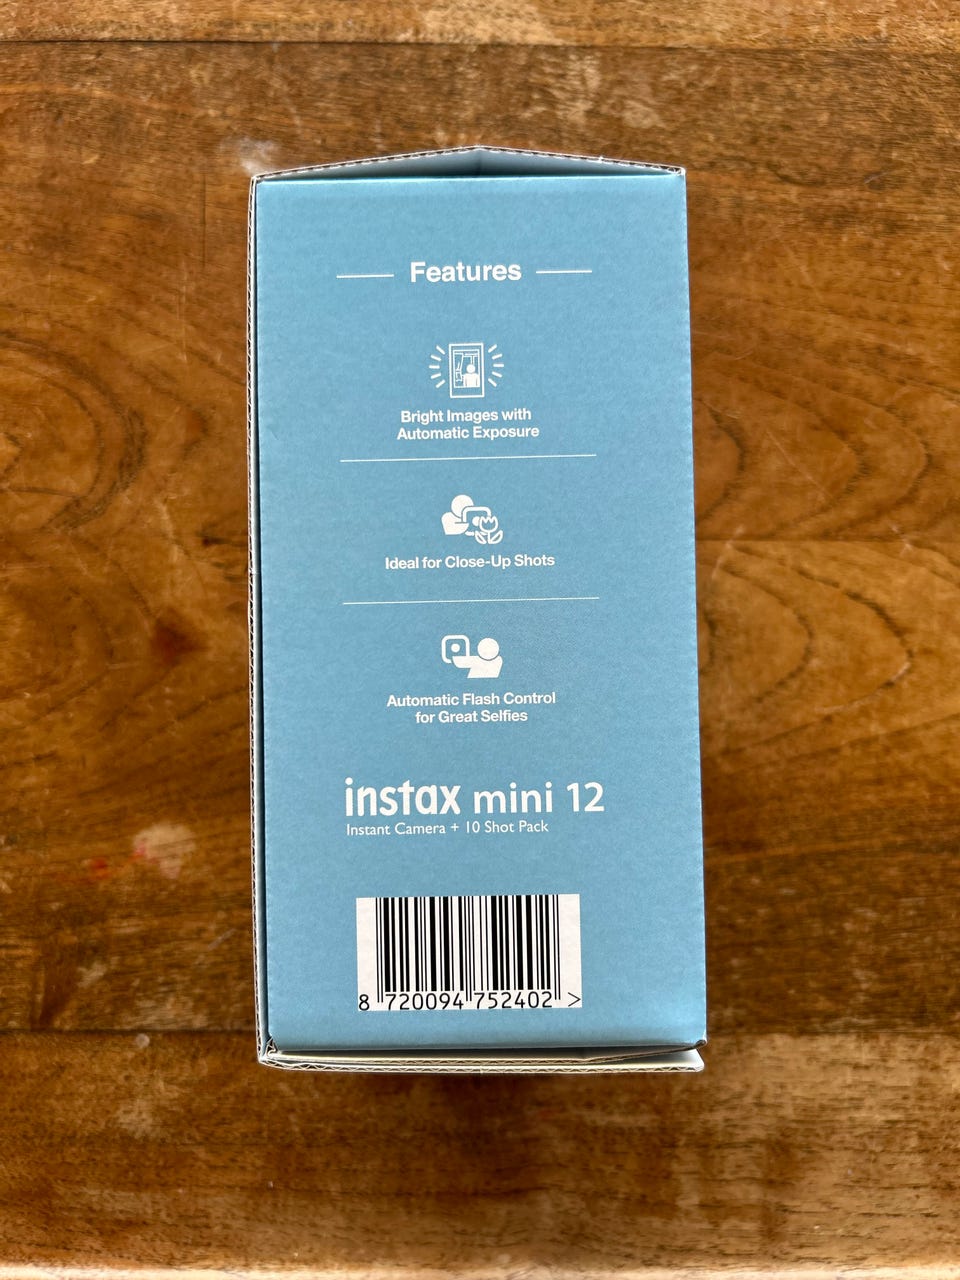 Features
Bright Images with
Automatic Exposure
Ideal for Close-Up Shots
Automatic Flash Control
for Great Selfies
instax mini 12
Instant Camera + 10 Shot Pack
8 720094 752402 >